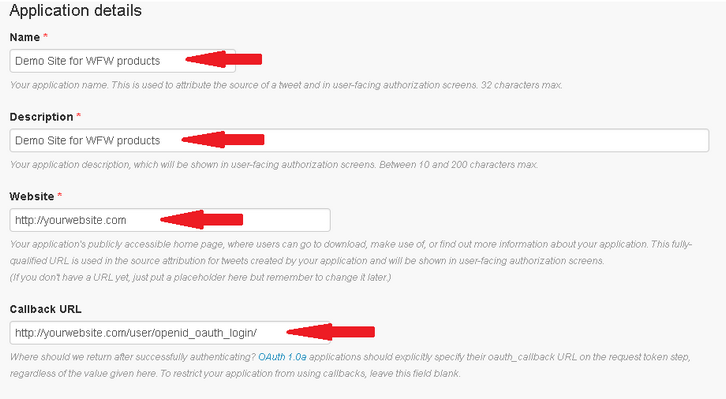 Application details
Name *
Demo Site for WFW products
Your application name. This is used to attribute the source of a tweet and in user-facing authorization screens. 32 characters max.
Description *
Demo Site for WFW products
Your application description, which will be shown in user-facing authorization screens. Between 10 and 200 characters max.
Website *
http://yourwebsite.com
Your application's publicly accessible home page, where users can go to download, make use of, or find out more information about your application. This fully-
qualified URL is used in the source attribution for tweets created by your application and will be shown in user-facing authorization screens.
(If you don't have a URL yet, just put a placeholder here but remember to change it later.)
Callback URL
http://yourwebsite.com/user/openid_oauth_login/
Where should we return after successfully authenticating? OAuth 1.0a applications should explicitly specify their oauth_callback URL on the request token step,
regardless of the value given here. To restrict your application from using callbacks, leave this field blank.